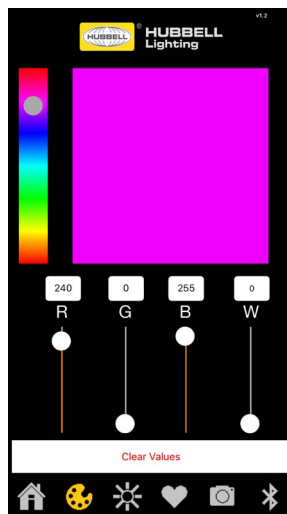 v1.2
HUBBELL
® HUBBELL
Lighting
240 0 255 0
R G B W
Clear Values